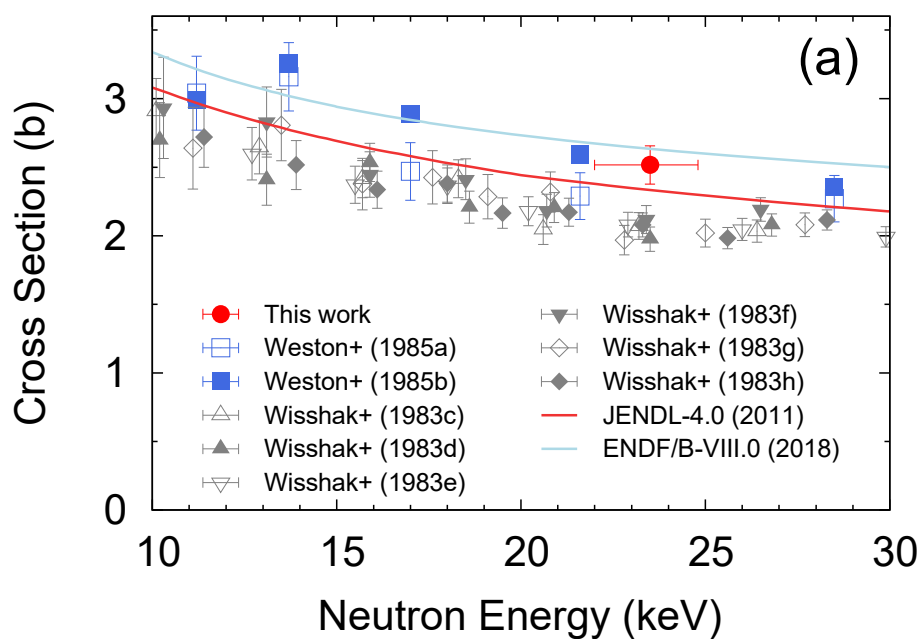 (a)
Cross Section (b)
3
2
1
0
This work
Weston+ (1985a)
Weston+ (1985b)
Wisshak+ (1983c)
Wisshak+ (1983d)
Wisshak+ (1983e)
Wisshak+ (1983f)
Wisshak+ (1983g)
Wisshak+ (1983h)
JENDL-4.0 (2011)
ENDF/B-VIII.0 (2018)
10 15 20 25 30
Neutron Energy (keV)